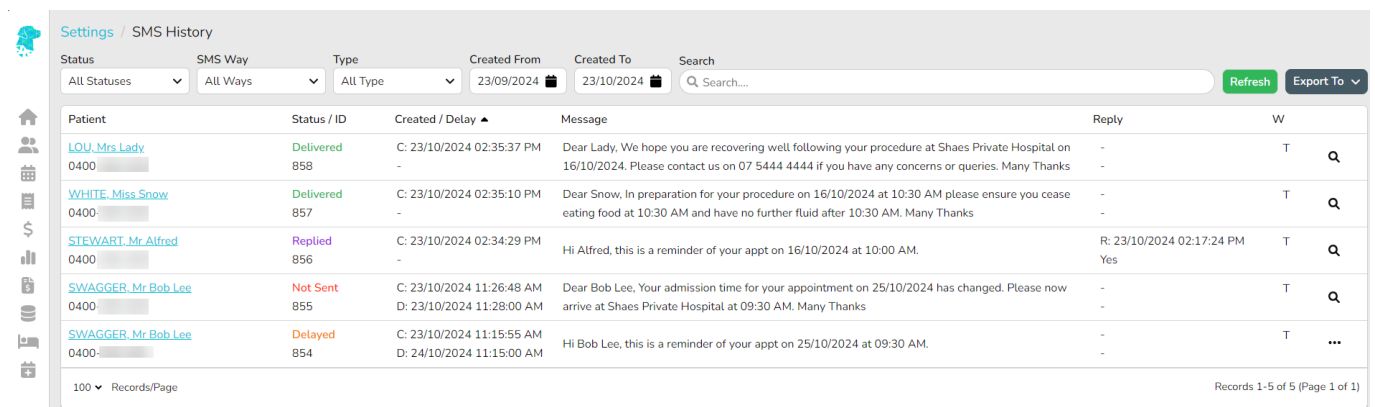 Settings / SMS History
Status SMS Way Type Created From Created To Search
All Statuses All Ways All Type 23/09/2024 23/10/2024 Search.... Refresh Export To
Patient Status / ID Created / Delay Message Reply W
LOU, Mrs Lady Delivered C: 23/10/2024 02:35:37 PM Dear Lady, We hope you are recovering well following your procedure at Shaes Private Hospital on - T
0400 858 - 16/10/2024. Please contact us on 07 5444 4444 if you have any concerns or queries. Many Thanks -
WHITE, Miss Snow Delivered C: 23/10/2024 02:35:10 PM Dear Snow, In preparation for your procedure on 16/10/2024 at 10:30 AM please ensure you cease - T
0400- 857 - eating food at 10:30 AM and have no further fluid after 10:30 AM. Many Thanks -
STEWART, Mr Alfred Replied C: 23/10/2024 02:34:29 PM Hi Alfred, this is a reminder of your appt on 16/10/2024 at 10:00 AM. R: 23/10/2024 02:17:24 PM T
0400 856 - Yes
SWAGGER, Mr Bob Lee Not Sent C: 23/10/2024 11:26:48 AM Dear Bob Lee, Your admission time for your appointment on 25/10/2024 has changed. Please now - T
0400- 855 D: 23/10/2024 11:28:00 AM arrive at Shaes Private Hospital at 09:30 AM. Many Thanks -
SWAGGER, Mr Bob Lee Delayed C: 23/10/2024 11:15:55 AM Hi Bob Lee, this is a reminder of your appt on 25/10/2024 at 09:30 AM. - T
0400- 854 D: 24/10/2024 11:15:00 AM -
100 Records/Page Records 1-5 of 5 (Page 1 of 1)